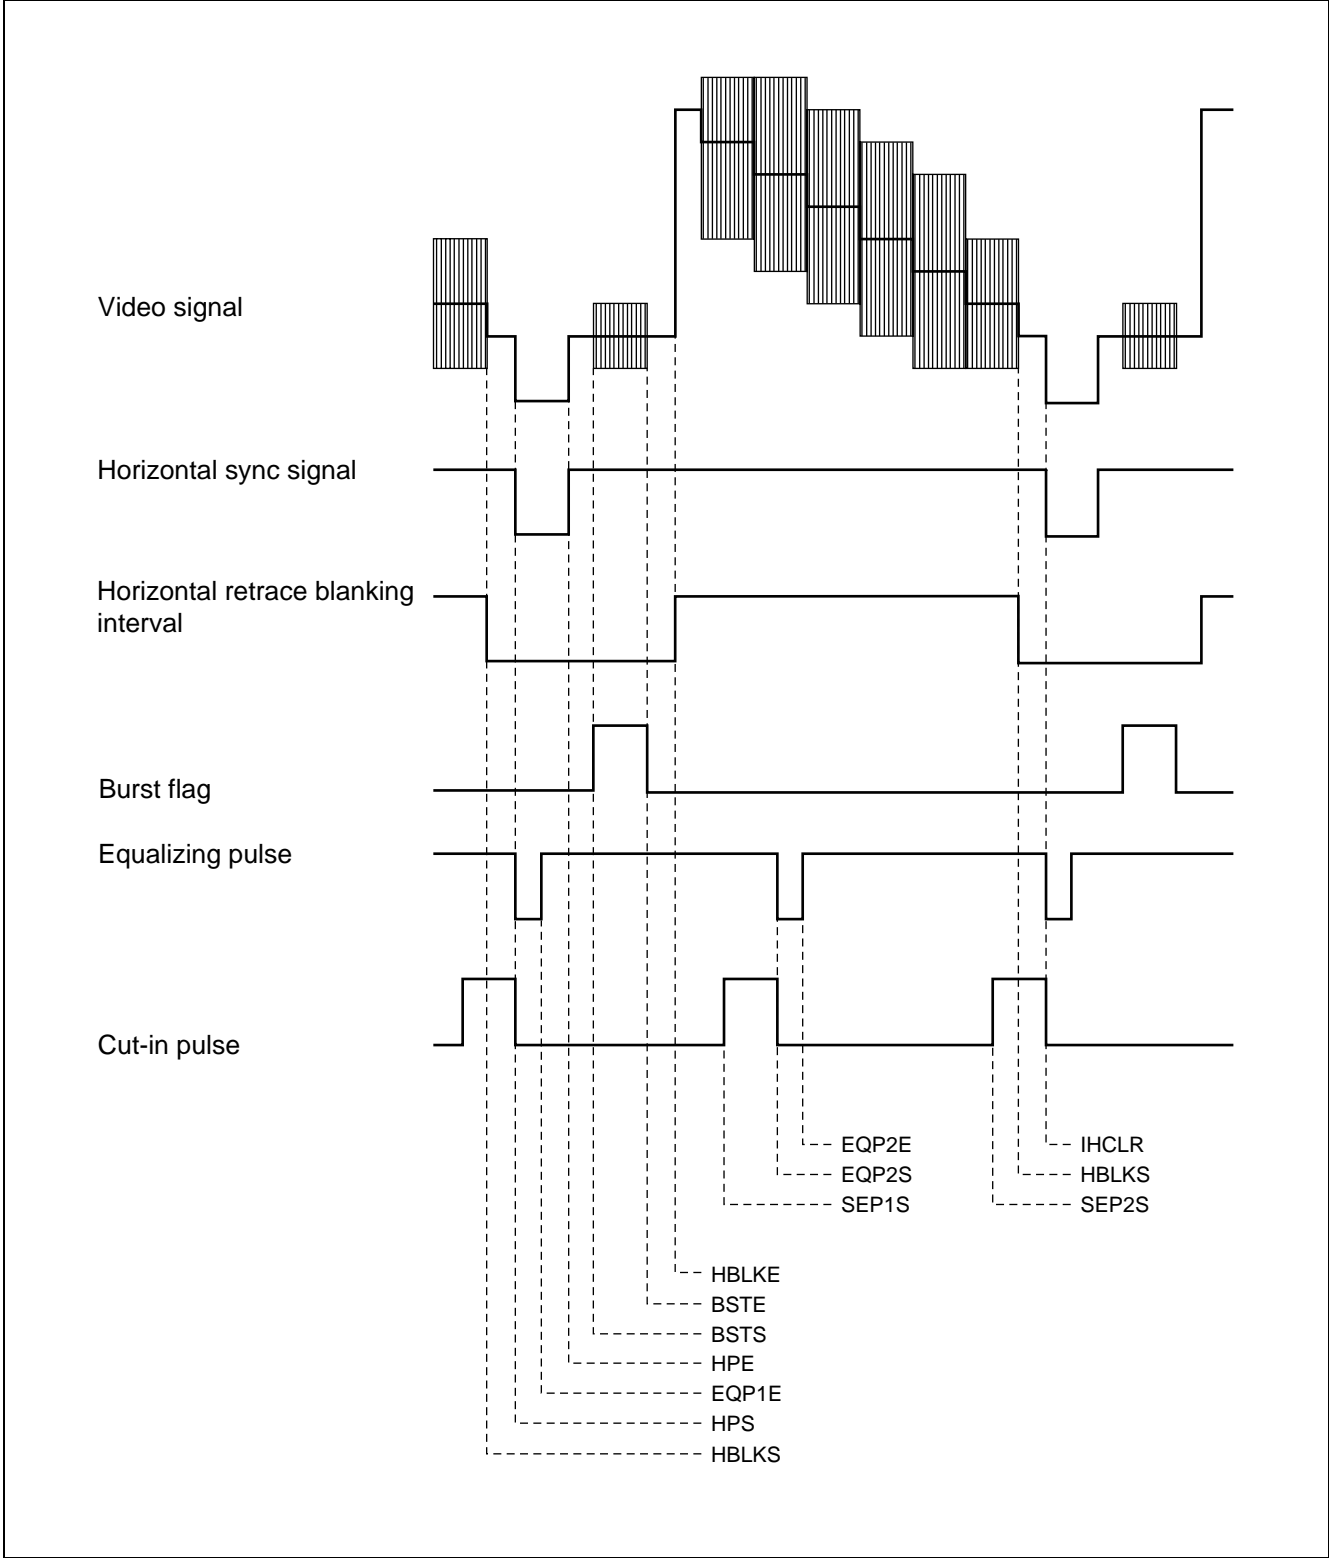 Video signal
Horizontal sync signal
Horizontal retrace blanking
interval
Burst flag
Equalizing pulse
Cut-in pulse
EQP2E
EQP2S
SEP1S
IHCLR
HBLKS
SEP2S
HBLKE
BSTE
BSTS
HPE
EQP1E
HPS
HBLKS